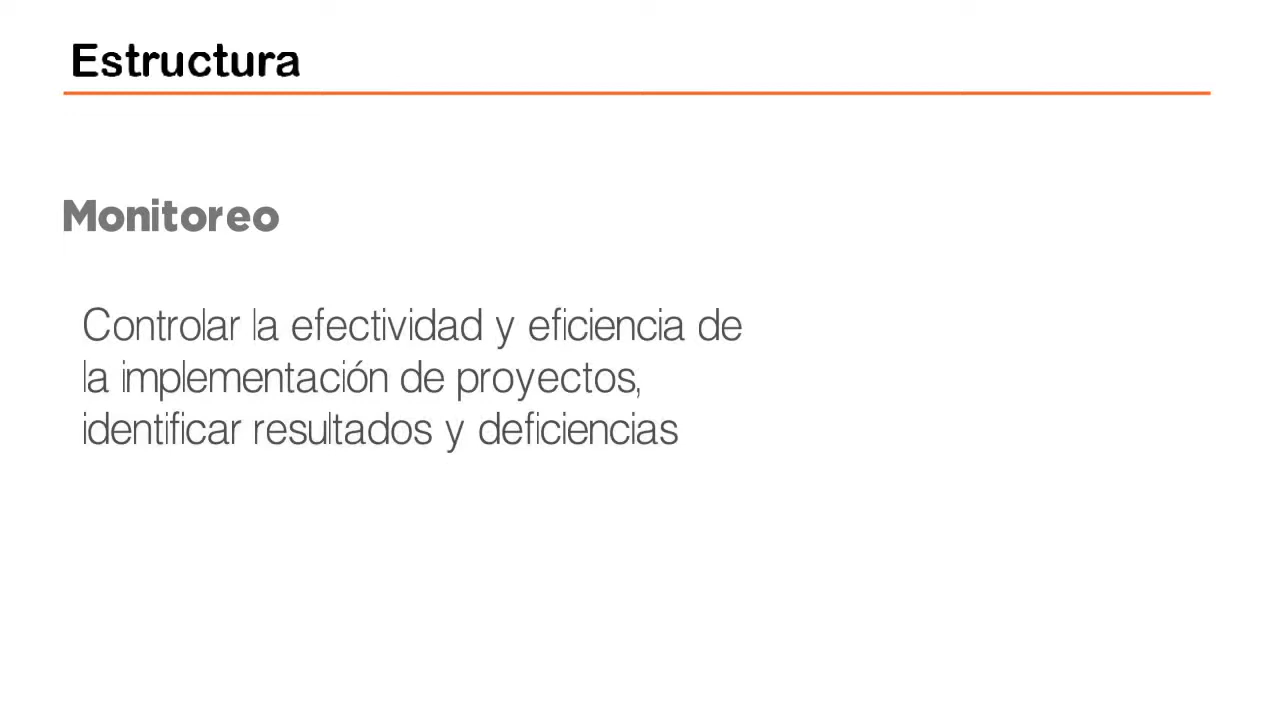 Estructura
Monitoreo
Controlar la efectividad y eficiencia de
la implementación de proyectos,
identificar resultados y deficiencias